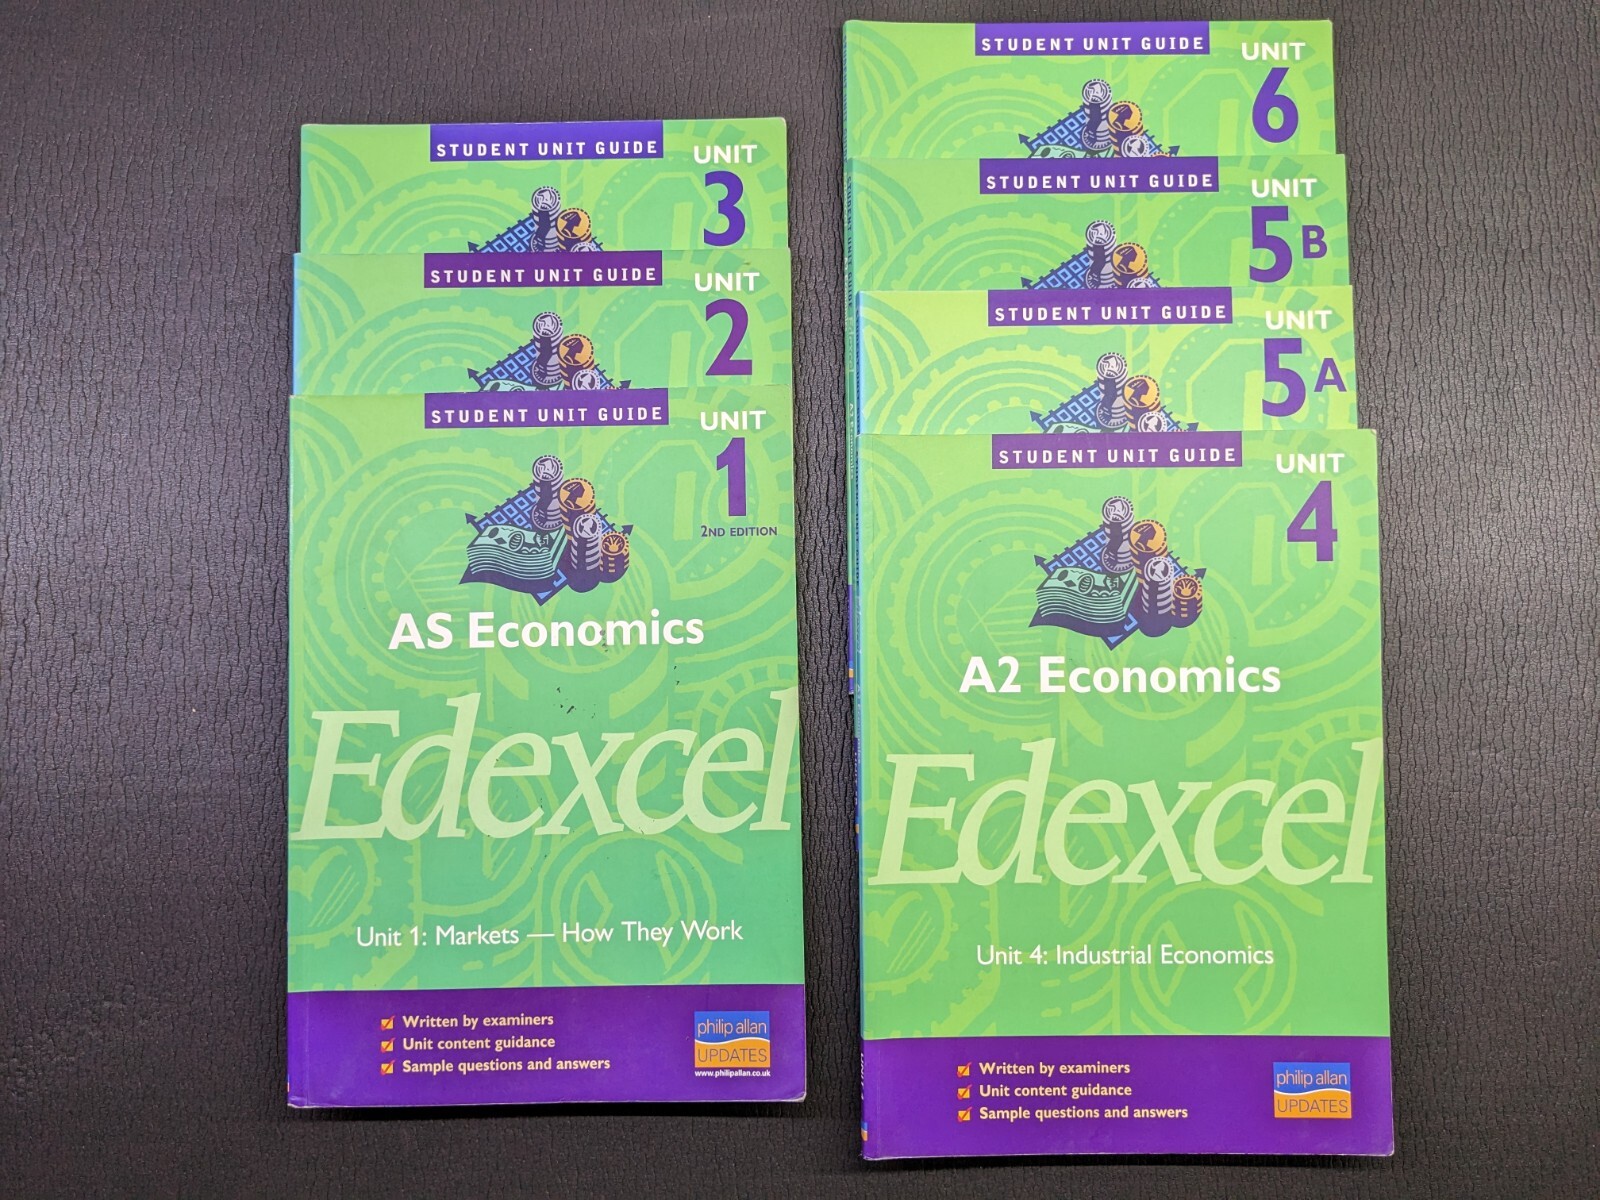 STUDENT UNIT GUIDE
UNIT
3
STUDENT UNIT GUIDE
UNIT
2
STUDENT UNIT GUIDE
UNIT
1
2ND EDITION
AS Economics
Edexcel
Unit 1: Markets — How They Work
Written by examiners
Unit content guidance
Sample questions and answers
philip allan
UPDATES
www.philipallan.co.uk
STUDENT UNIT GUIDE
UNIT
6
STUDENT UNIT GUIDE
UNIT
5B
STUDENT UNIT GUIDE
UNIT
5A
STUDENT UNIT GUIDE
UNIT
4
A2 Economics
Edexcel
Unit 4: Industrial Economics
Written by examiners
Unit content guidance
Sample questions and answers
philip allan
UPDATES